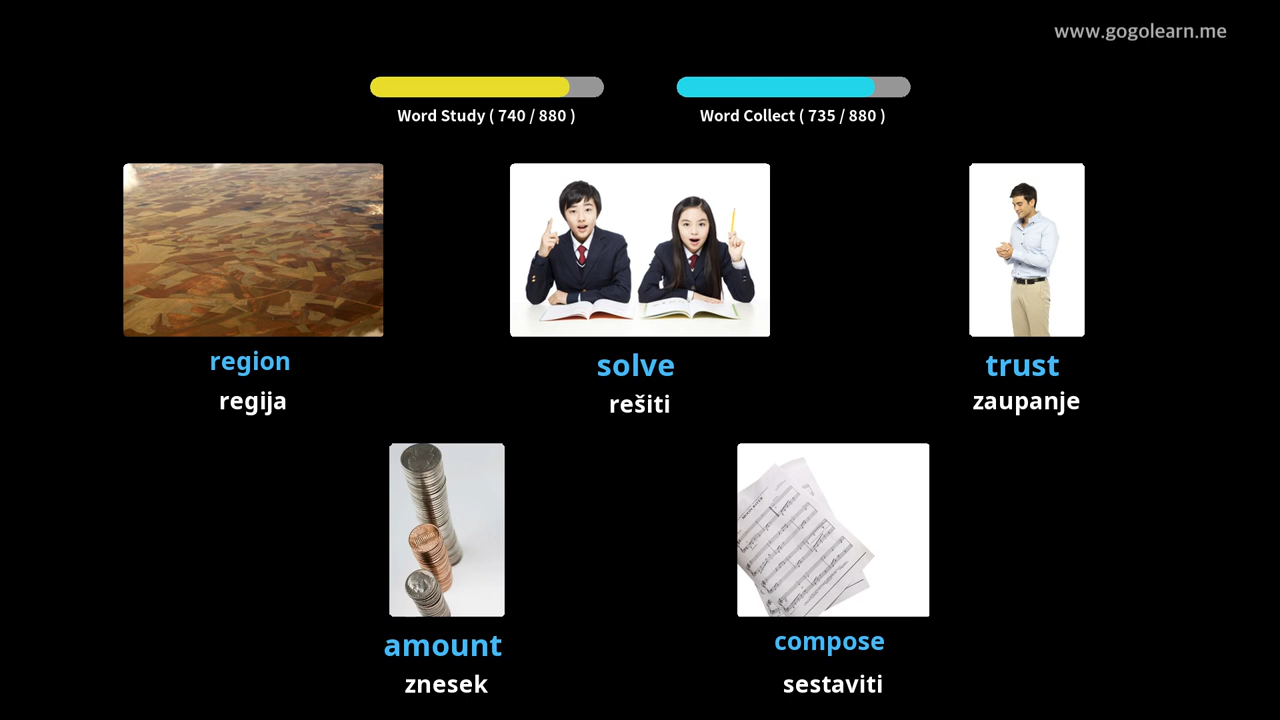 www.gogolearn.me
Word Study ( 740 / 880 )
Word Collect ( 735 / 880 )
region
regija
solve
rešiti
trust
zaupanje
amount
znesek
compose
sestaviti